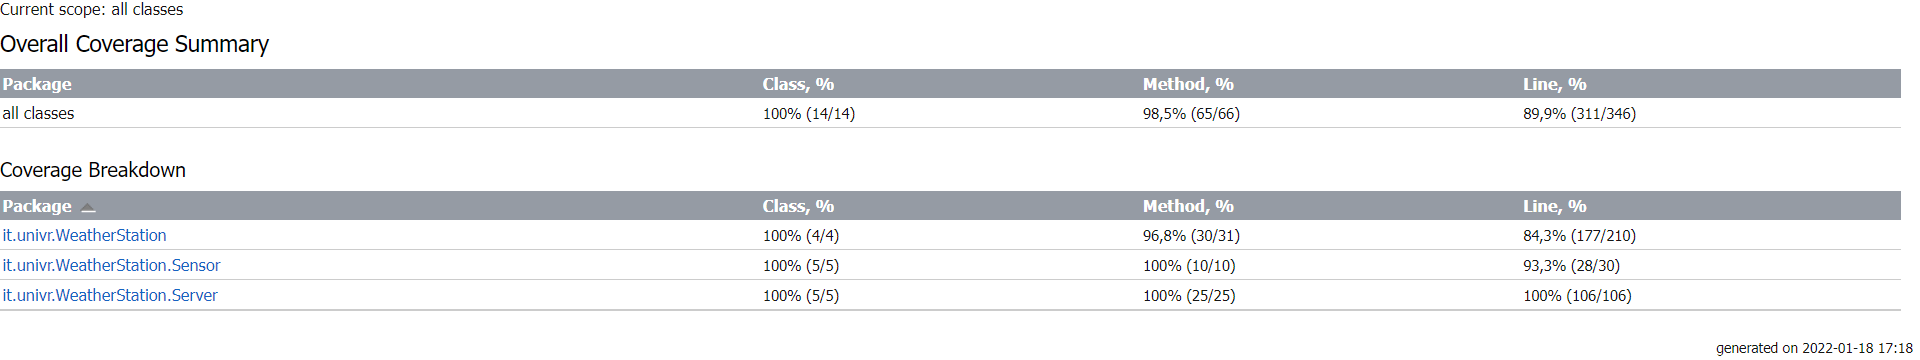 Current scope: all classes
Overall Coverage Summary
Package Class, % Method, % Line, %
all classes 100% (14/14) 98,5% (65/66) 89,9% (311/346)
Coverage Breakdown
Package Class, % Method, % Line, %
it.univr.WeatherStation 100% (4/4) 96,8% (30/31) 84,3% (177/210)
it.univr.WeatherStation.Sensor 100% (5/5) 100% (10/10) 93,3% (28/30)
it.univr.WeatherStation.Server 100% (5/5) 100% (25/25) 100% (106/106)
generated on 2022-01-18 17:18